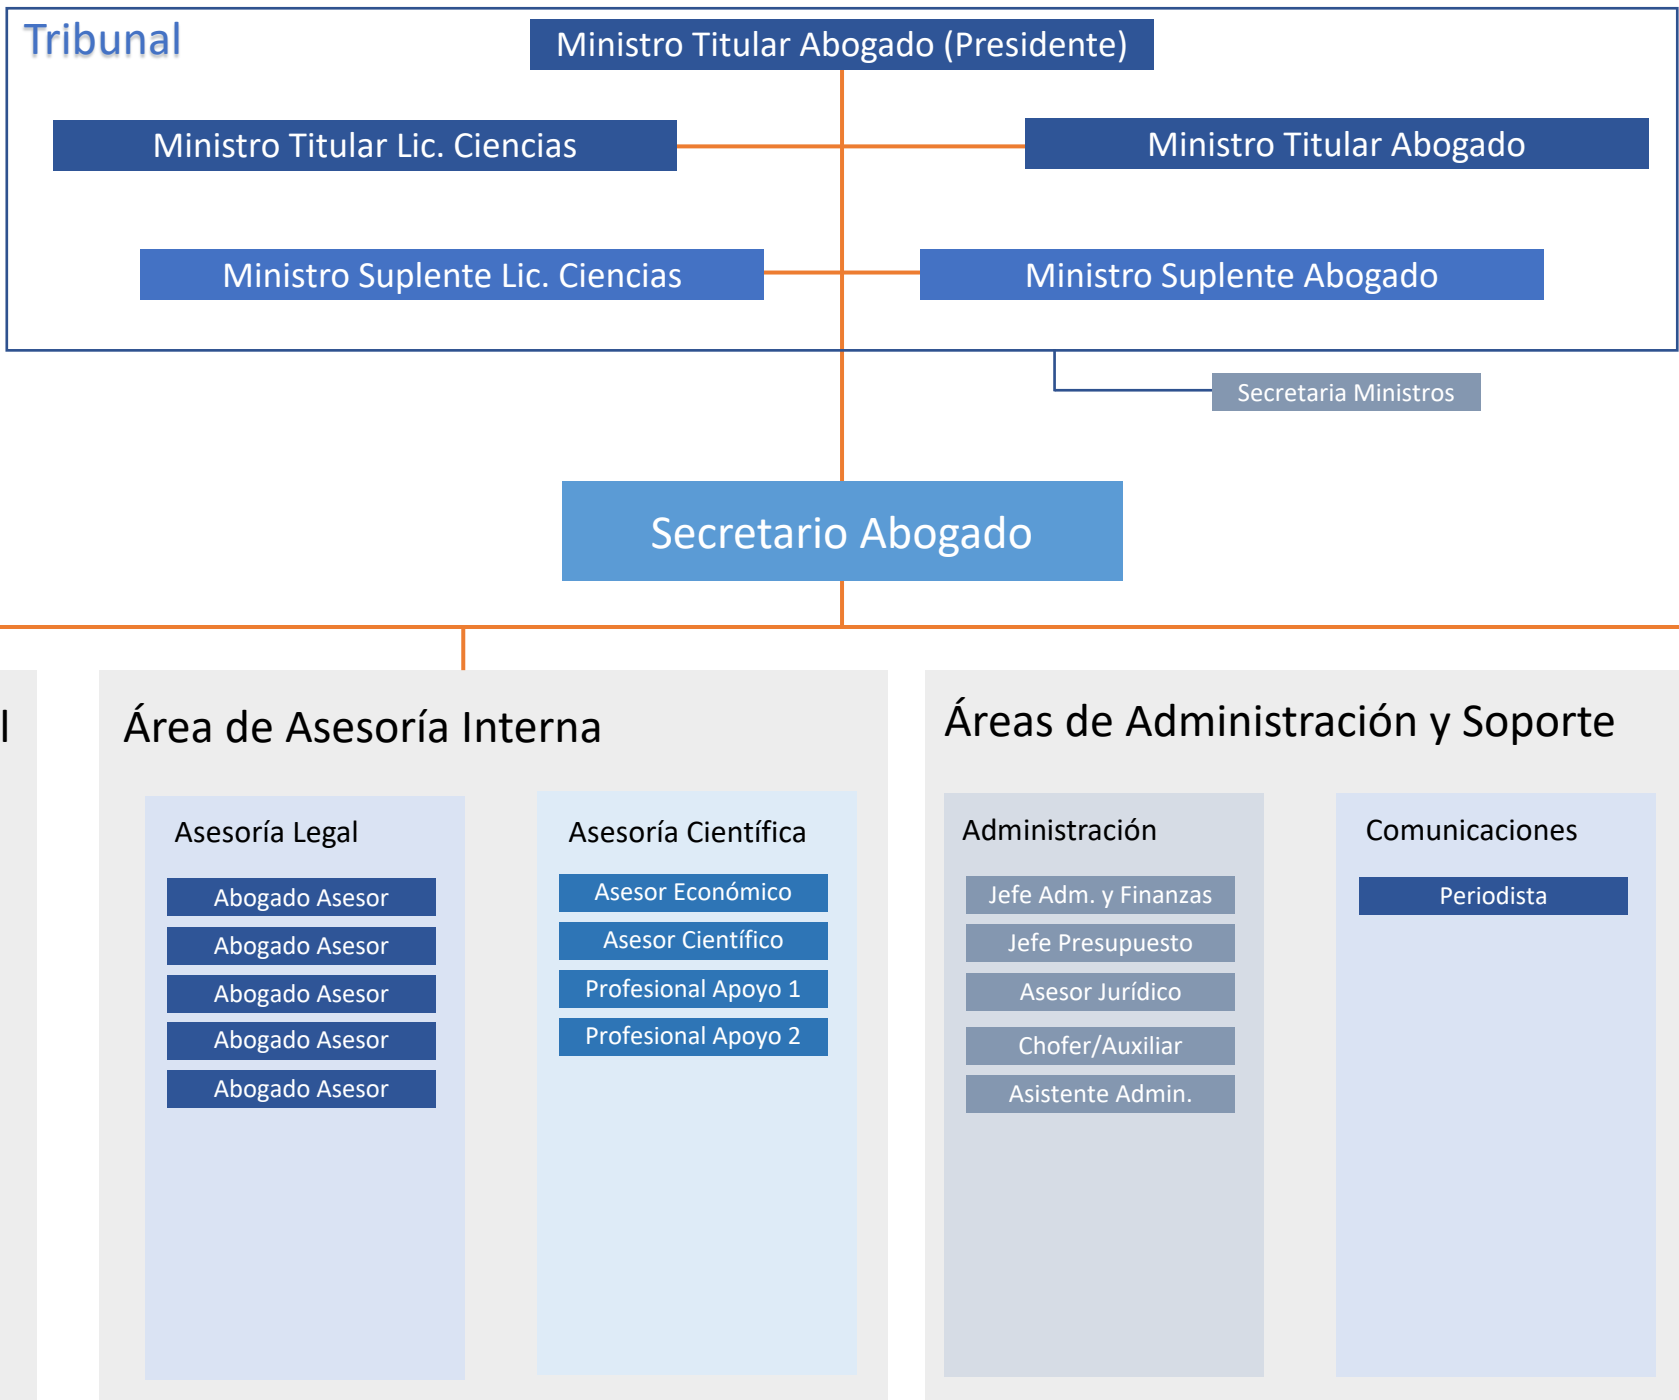 Tribunal
Ministro Titular Abogado (Presidente)
Ministro Titular Lic. Ciencias
Ministro Titular Abogado
Ministro Suplente Lic. Ciencias
Ministro Suplente Abogado
Secretaria Ministros
Secretario Abogado
l
Área de Asesoría Interna
Asesoría Legal
Abogado Asesor
Abogado Asesor
Abogado Asesor
Abogado Asesor
Abogado Asesor
Asesoría Científica
Asesor Económico
Asesor Científico
Profesional Apoyo 1
Profesional Apoyo 2
Áreas de Administración y Soporte
Administración
Jefe Adm. y Finanzas
Jefe Presupuesto
Asesor Jurídico
Chofer/Auxiliar
Asistente Admin.
Comunicaciones
Periodista